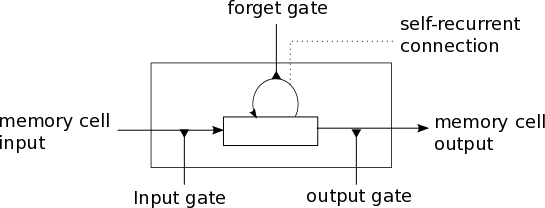 forget gate
self-recurrent
connection
memory cell
input
memory cell
output
Input gate
output gate